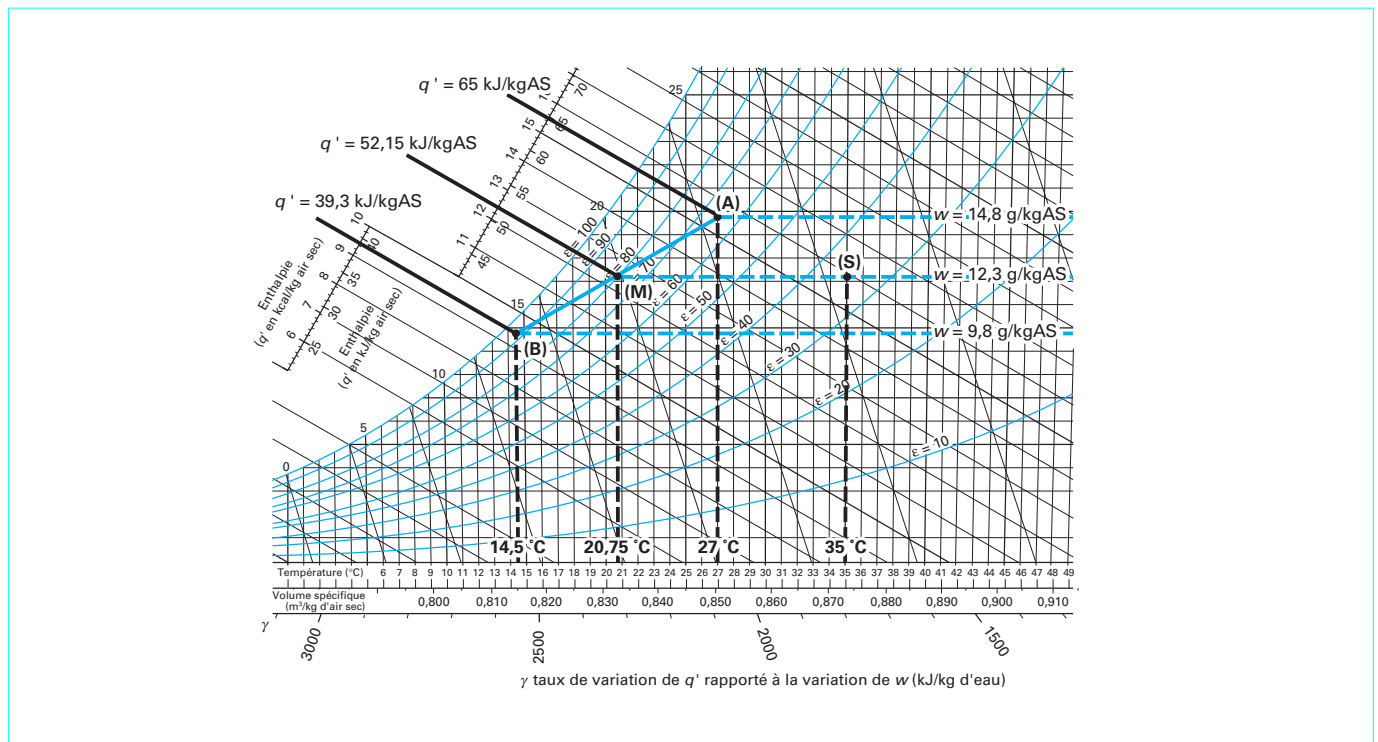 q ' = 65 kJ/kgAS
q ' = 52,15 kJ/kgAS
q ' = 39,3 kJ/kgAS
15
14
13
12
11
70
65
60
55
50
45
10
9
8
7
6
40
35
30
25
Enthalpie
(q' en kcal/kg air sec)
Enthalpie
(q' en kJ/kg air sec)
25
20
15
10
5
0
ε = 100
ε = 90
ε = 80
ε = 70
ε = 60
ε = 50
ε = 40
ε = 30
ε = 20
ε = 10
(A)
w = 14,8 g/kgAS
(S)
(M)
w = 12,3 g/kgAS
(B)
w = 9,8 g/kgAS
14,5 °C 20,75 °C 27 °C 35 °C
Température (°C) 6 7 8 9 10 11 12 13 14 15 16 17 18 19 20 21 22 23 24 25 26 27 28 29 30 31 32 33 34 35 36 37 38 39 40 41 42 43 44 45 46 47 48 49
Volume spécifique
(m³/kg d'air sec)
0,800 0,810 0,820 0,830 0,840 0,850 0,860 0,870 0,880 0,890 0,900 0,910
γ
3000 2500 2000 1500
γ taux de variation de q' rapporté à la variation de w (kJ/kg d'eau)